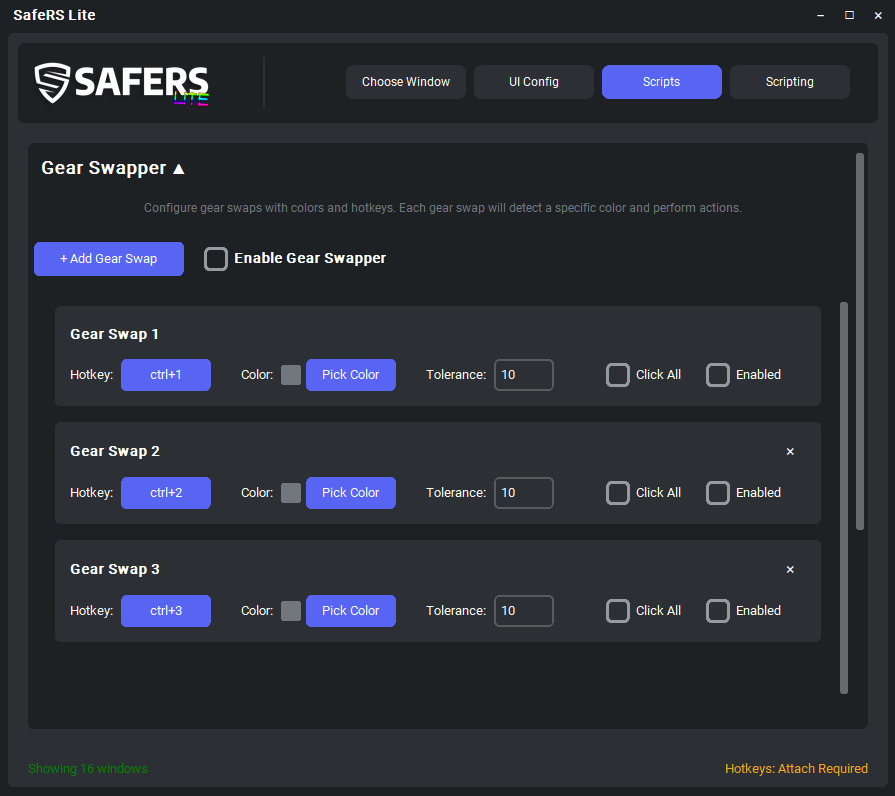 SafeRS Lite
SAFERS
LITE
Choose Window
UI Config
Scripts
Scripting
Gear Swapper ▲
Configure gear swaps with colors and hotkeys. Each gear swap will detect a specific color and perform actions.
+ Add Gear Swap
Enable Gear Swapper
Gear Swap 1
Hotkey: ctrl+1 Color: Pick Color Tolerance: 10 Click All Enabled
Gear Swap 2 ×
Hotkey: ctrl+2 Color: Pick Color Tolerance: 10 Click All Enabled
Gear Swap 3 ×
Hotkey: ctrl+3 Color: Pick Color Tolerance: 10 Click All Enabled
Showing 16 windows
Hotkeys: Attach Required